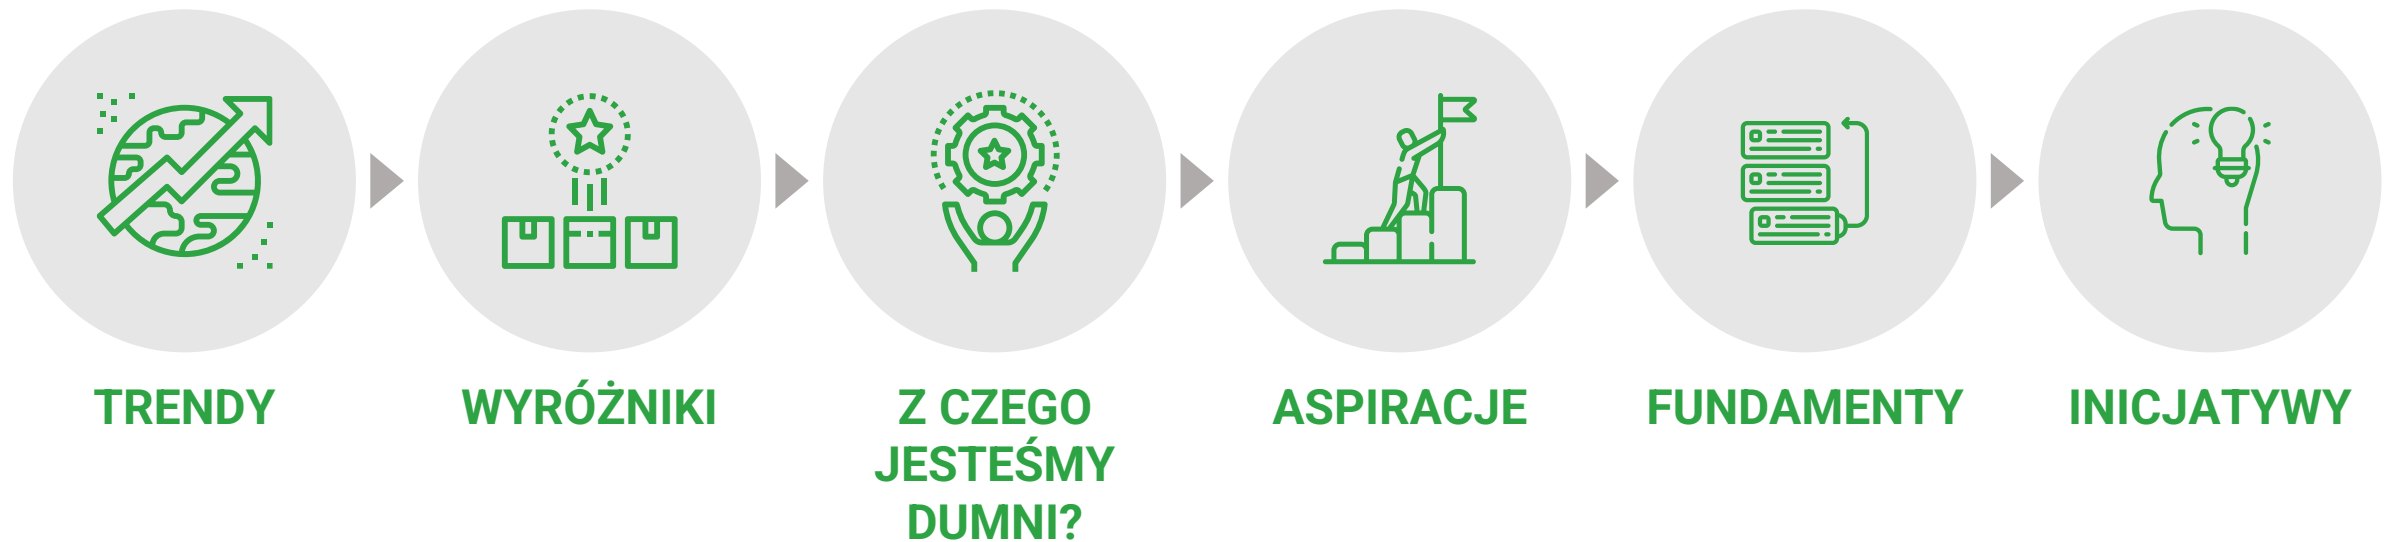 TRENDY
WYRÓŻNIKI
Z CZEGO
JESTEŚMY
DUMNI?
ASPIRACJE
FUNDAMENTY
INICJATYWY